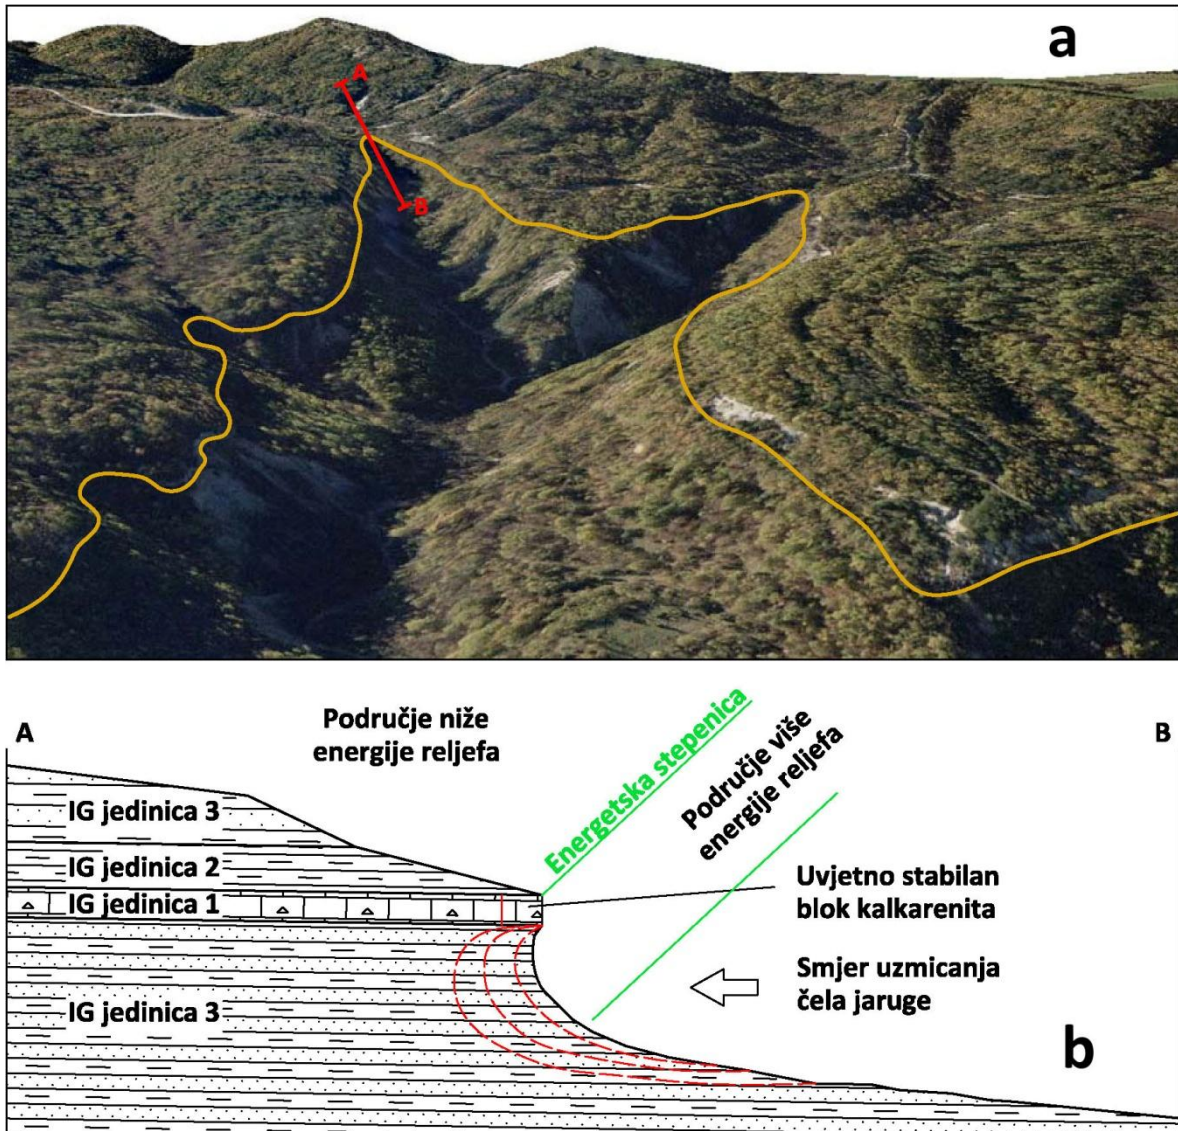 a
A
B
A
B
Područje niže
energije reljefa
Energetska stepenica
Područje više
energije reljefa
IG jedinica 3
IG jedinica 2
IG jedinica 1
Uvjetno stabilan
blok kalkarenita
Smjer uzmicanja
čela jaruge
IG jedinica 3
b